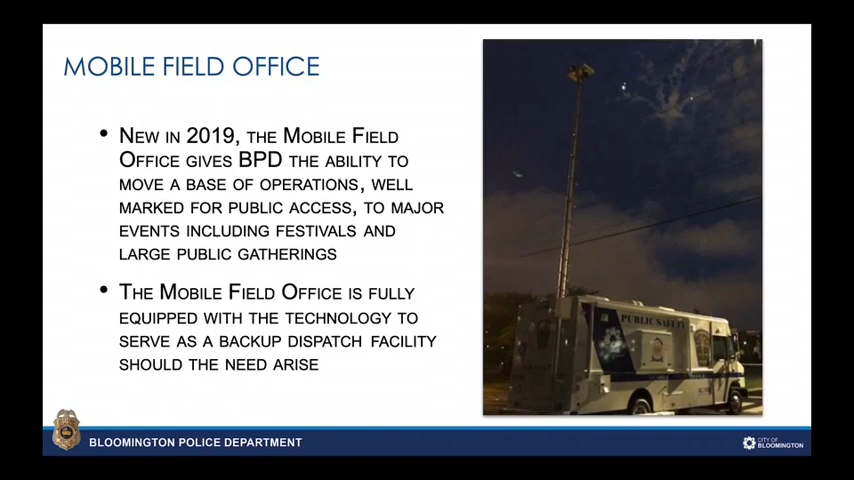 MOBILE FIELD OFFICE
• NEW IN 2019, THE MOBILE FIELD
OFFICE GIVES BPD THE ABILITY TO
MOVE A BASE OF OPERATIONS, WELL
MARKED FOR PUBLIC ACCESS, TO MAJOR
EVENTS INCLUDING FESTIVALS AND
LARGE PUBLIC GATHERINGS
• THE MOBILE FIELD OFFICE IS FULLY
EQUIPPED WITH THE TECHNOLOGY TO
SERVE AS A BACKUP DISPATCH FACILITY
SHOULD THE NEED ARISE
PUBLIC SAFETY
BLOOMINGTON POLICE DEPARTMENT
CITY OF
BLOOMINGTON